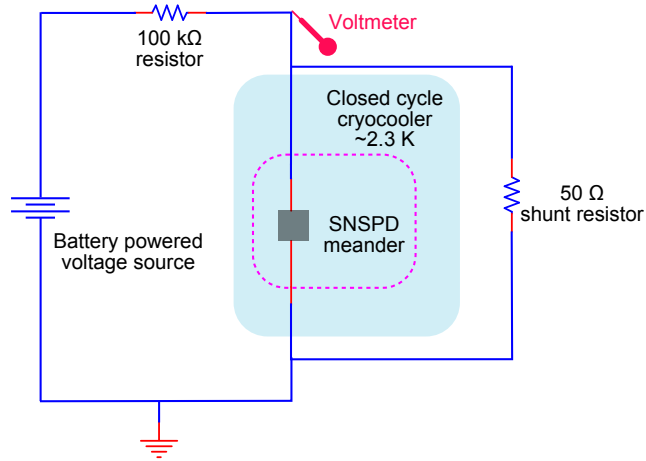 100 kΩ
resistor
Voltmeter
Closed cycle
cryocooler
~2.3 K
SNSPD
meander
50 Ω
shunt resistor
Battery powered
voltage source